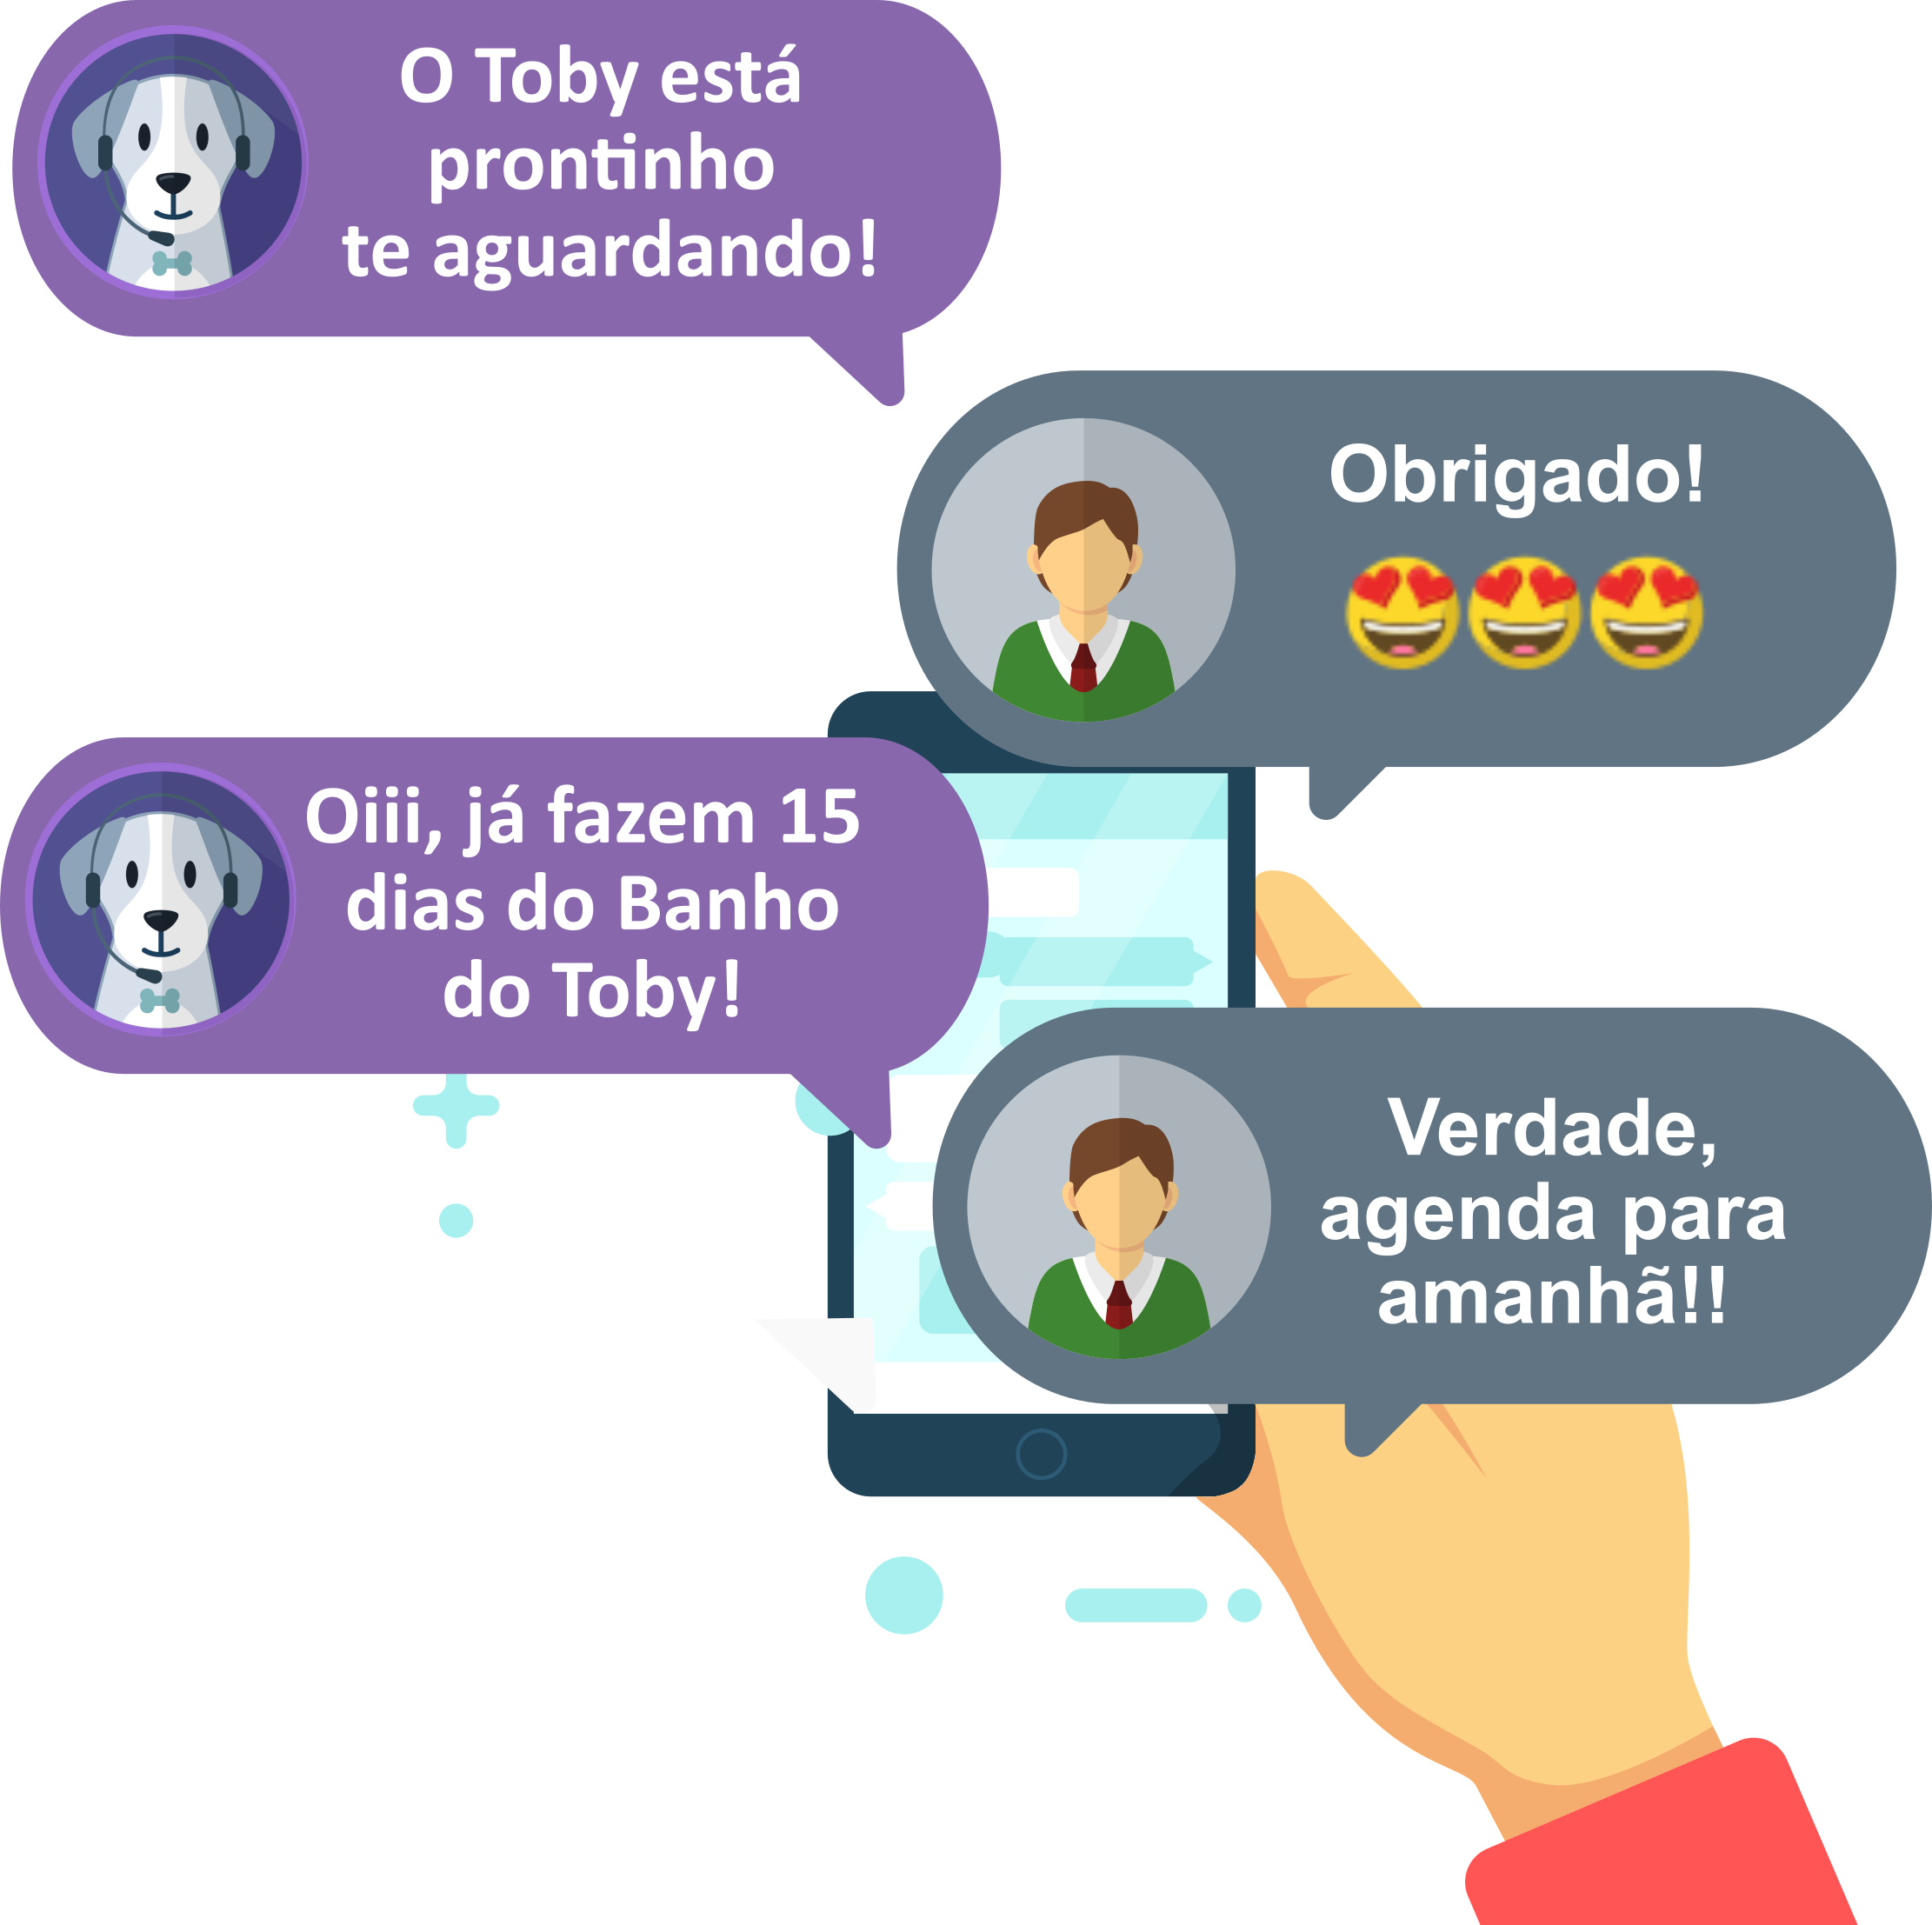 O Toby está
prontinho
te aguardando!
Obrigado!
Oiii, já fazem 15
dias do Banho
do Toby!
Verdade,
agenda para
amanhã!!